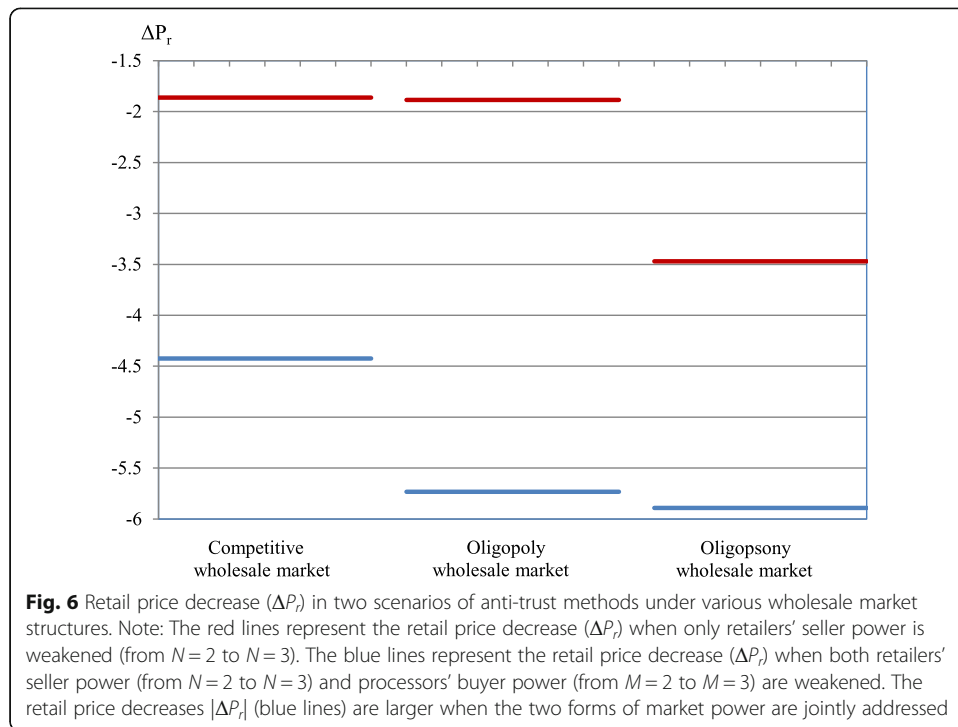 ΔPr
-1.5
-2
-2.5
-3
-3.5
-4
-4.5
-5
-5.5
-6
Competitive wholesale market
Oligopoly wholesale market
Oligopsony wholesale market
Fig. 6 Retail price decrease (ΔPr) in two scenarios of anti-trust methods under various wholesale market
structures. Note: The red lines represent the retail price decrease (ΔPr) when only retailers’ seller power is
weakened (from N = 2 to N = 3). The blue lines represent the retail price decrease (ΔPr) when both retailers’
seller power (from N = 2 to N = 3) and processors’ buyer power (from M = 2 to M = 3) are weakened. The
retail price decreases |ΔPr| (blue lines) are larger when the two forms of market power are jointly addressed